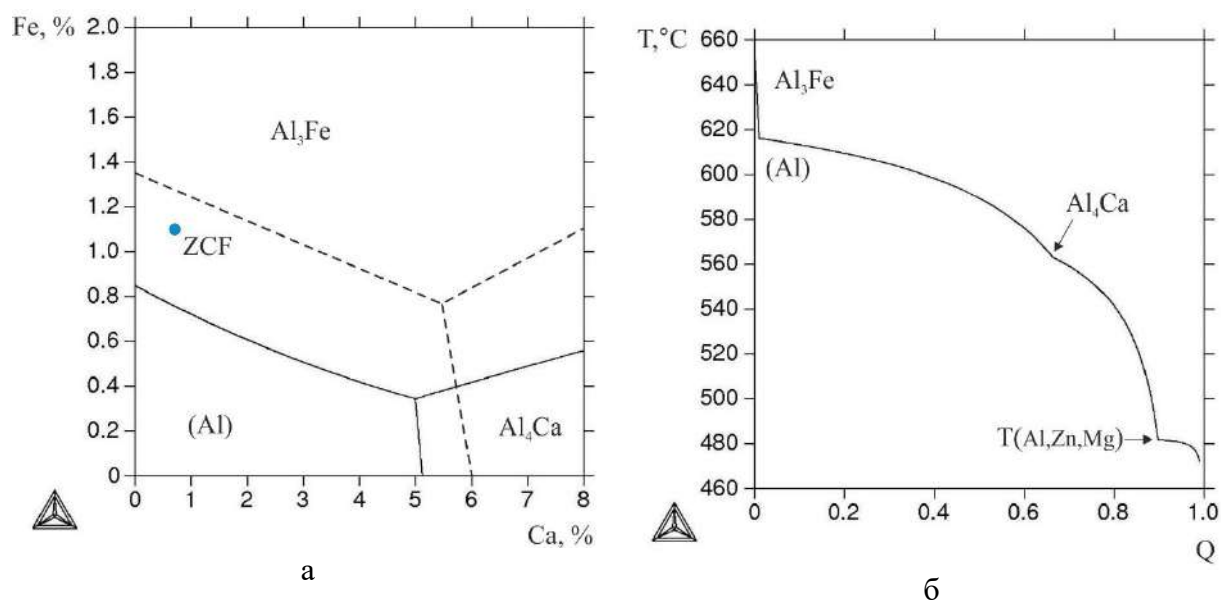 Fe, %
2.0
1.8
1.6
1.4
1.2
1.0
0.8
0.6
0.4
0.2
0
Al₃Fe
ZCF
(Al)
Al₄Ca
0 1 2 3 4 5 6 7 8
Ca, %
а
T,°C
660
640
620
600
580
560
540
520
500
480
460
Al₃Fe
(Al)
Al₄Ca
T(Al,Zn,Mg)
0 0.2 0.4 0.6 0.8 1.0
Q
б